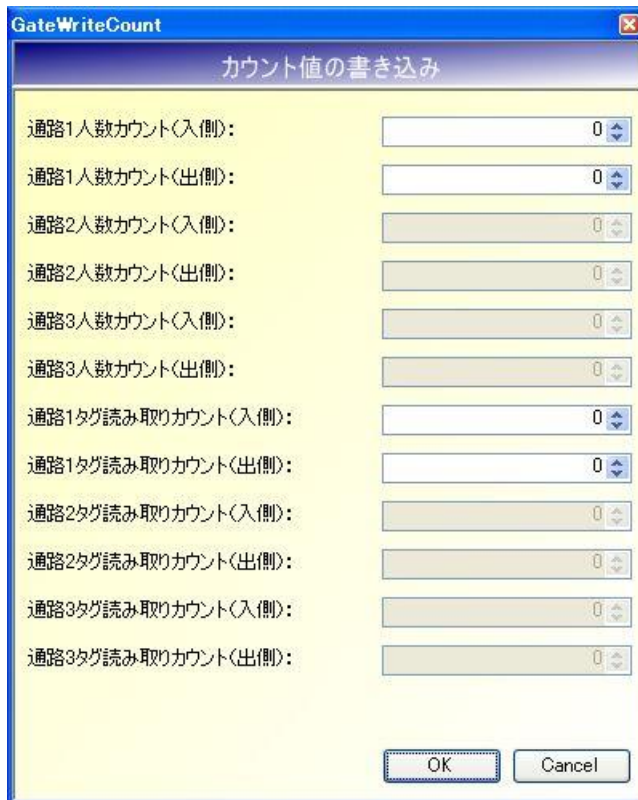 GateWriteCount
カウント値の書き込み
通路1人数カウント(入側): 0
通路1人数カウント(出側): 0
通路2人数カウント(入側): 0
通路2人数カウント(出側): 0
通路3人数カウント(入側): 0
通路3人数カウント(出側): 0
通路1タグ読み取りカウント(入側): 0
通路1タグ読み取りカウント(出側): 0
通路2タグ読み取りカウント(入側): 0
通路2タグ読み取りカウント(出側): 0
通路3タグ読み取りカウント(入側): 0
通路3タグ読み取りカウント(出側): 0
OK Cancel